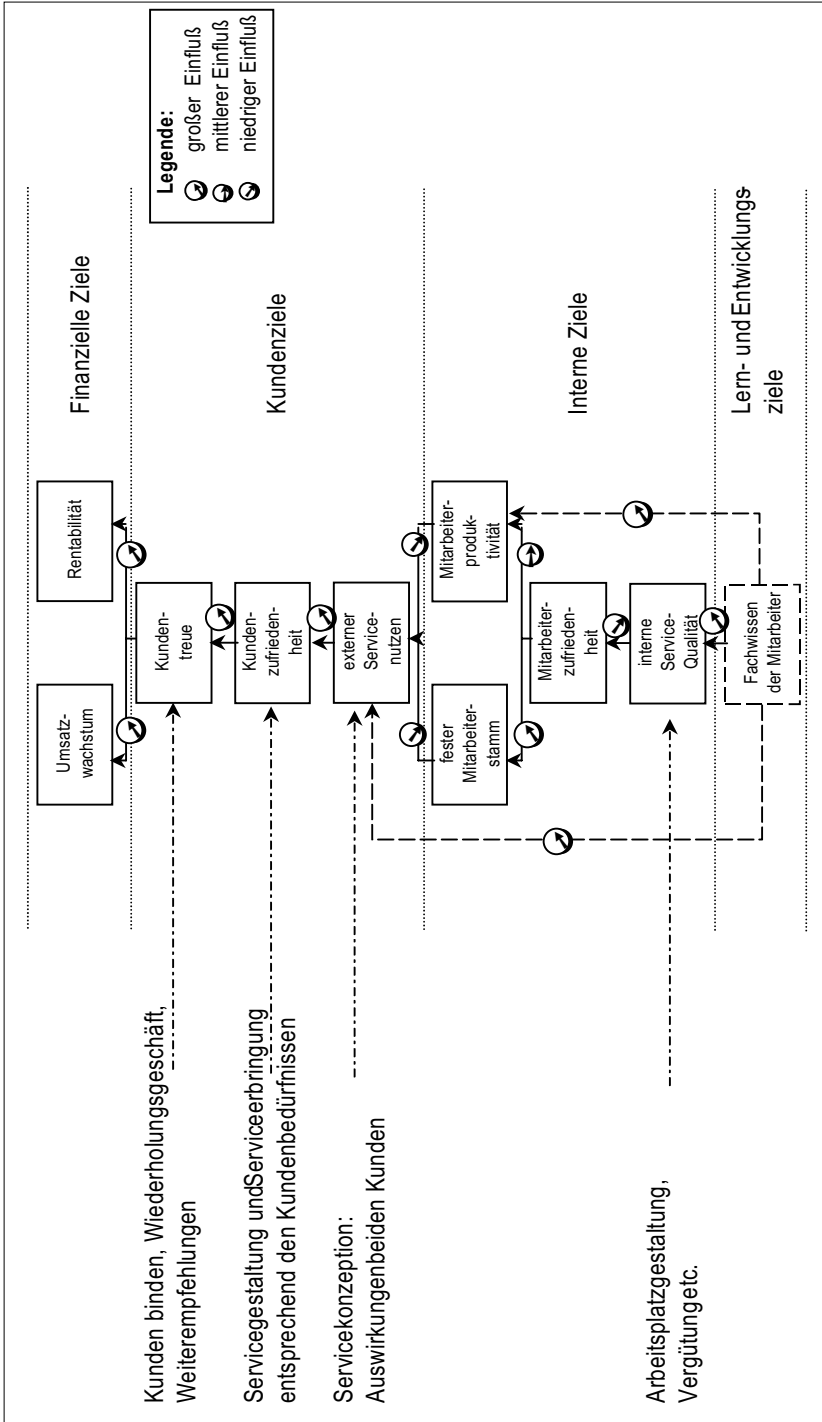 Finanzielle Ziele
Umsatz-
wachstum
Rentabilität
Kunden binden, Wiederholungsgeschäft,
Weiterempfehlungen
Kunden-
treue
Kundenziele
Legende:
großer Einfluß
mittlerer Einfluß
niedriger Einfluß
Servicegestaltung undServiceerbringung
entsprechend den Kundenbedürfnissen
Kunden-
zufrieden-
heit
Servicekonzeption:
Auswirkungenbeiden Kunden
externer
Service-
nutzen
fester
Mitarbeiter-
stamm
Mitarbeiter-
produk-
tivität
Interne Ziele
Mitarbeiter-
zufrieden-
heit
Arbeitsplatzgestaltung,
Vergütungetc.
interne
Service-
Qualität
Fachwissen
der Mitarbeiter
Lern- undEntwicklungs-
ziele